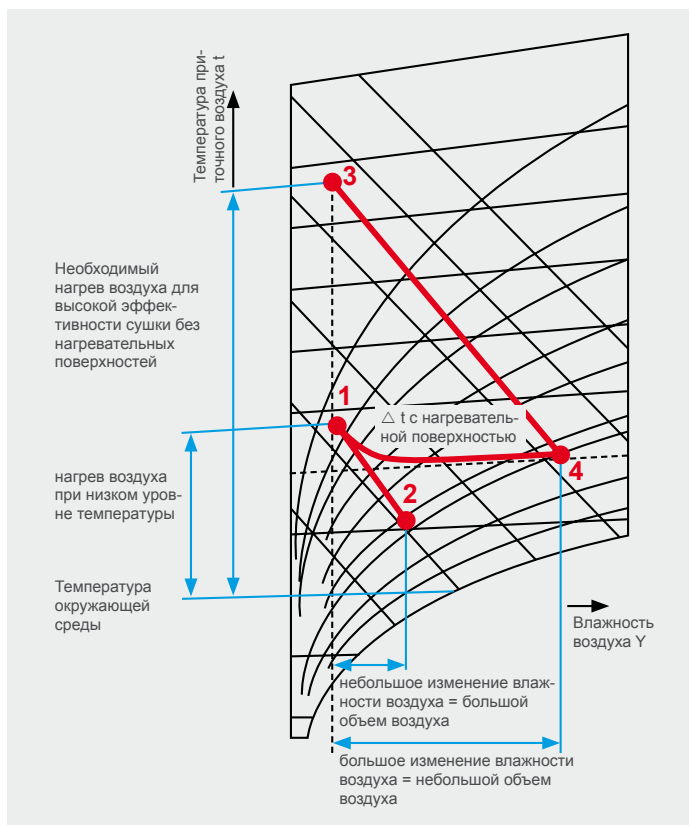 Температура при-
точного воздуха t
3
Необходимый
нагрев воздуха для
высокой эффек-
тивности сушки без
нагревательных
поверхностей
1
△ t с нагреватель-
ной поверхностью
4
нагрев воздуха
при низком уров-
не температуры
2
Температура
окружающей
среды
Влажность
воздуха Y
небольшое изменение влаж-
ности воздуха = большой
объем воздуха
большое изменение влажности
воздуха = небольшой объем
воздуха